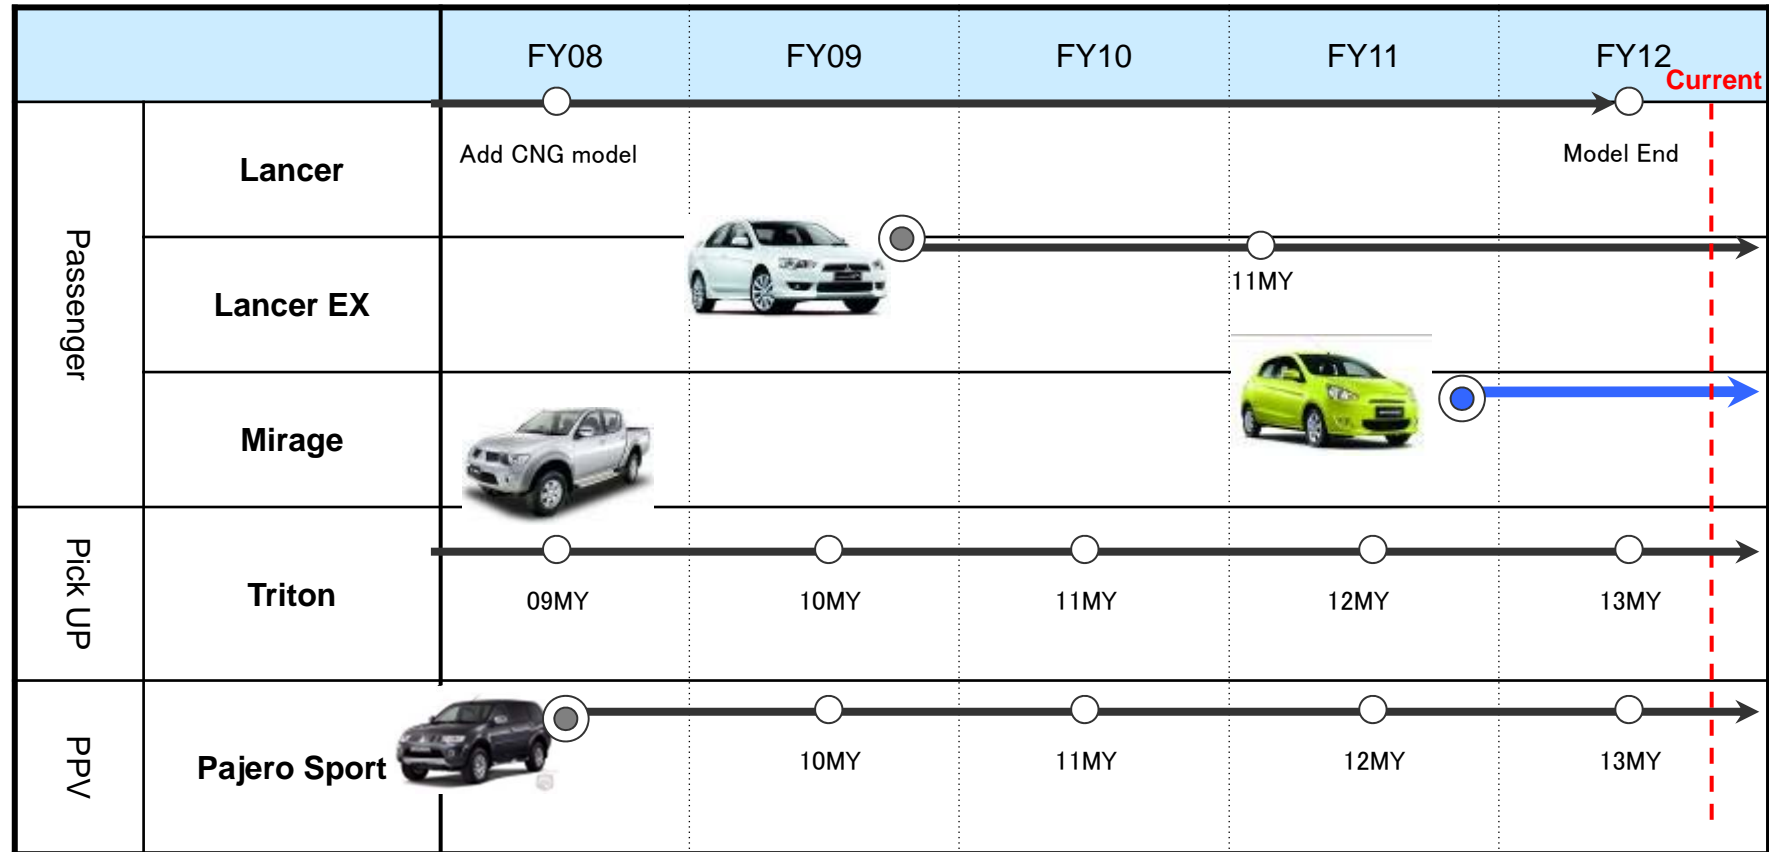 FY08 FY09 FY10 FY11 FY12
Current
Passenger
Lancer
Add CNG model
Model End
Lancer EX
11MY
Mirage
Pick UP
Triton
09MY 10MY 11MY 12MY 13MY
PPV
Pajero Sport
10MY 11MY 12MY 13MY